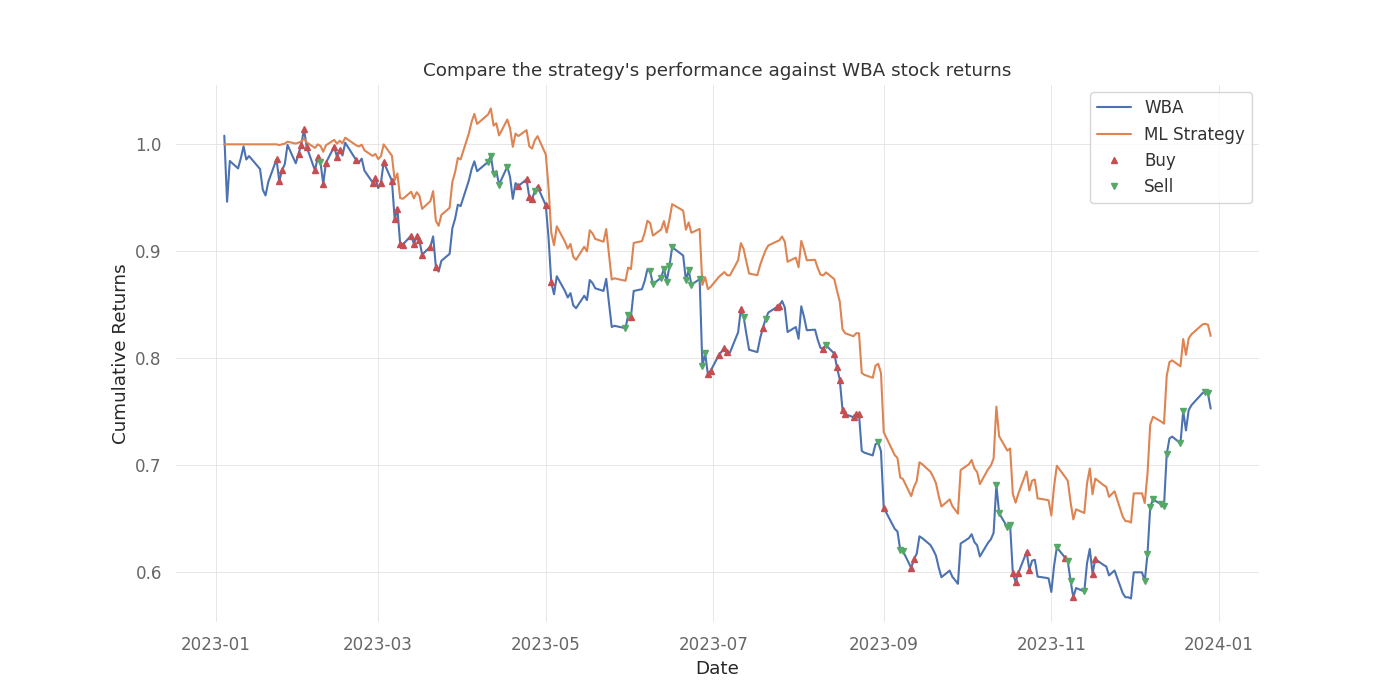 Compare the strategy's performance against WBA stock returns
WBA
ML Strategy
Buy
Sell
Cumulative Returns
1.0
0.9
0.8
0.7
0.6
2023-01 2023-03 2023-05 2023-07 2023-09 2023-11 2024-01
Date